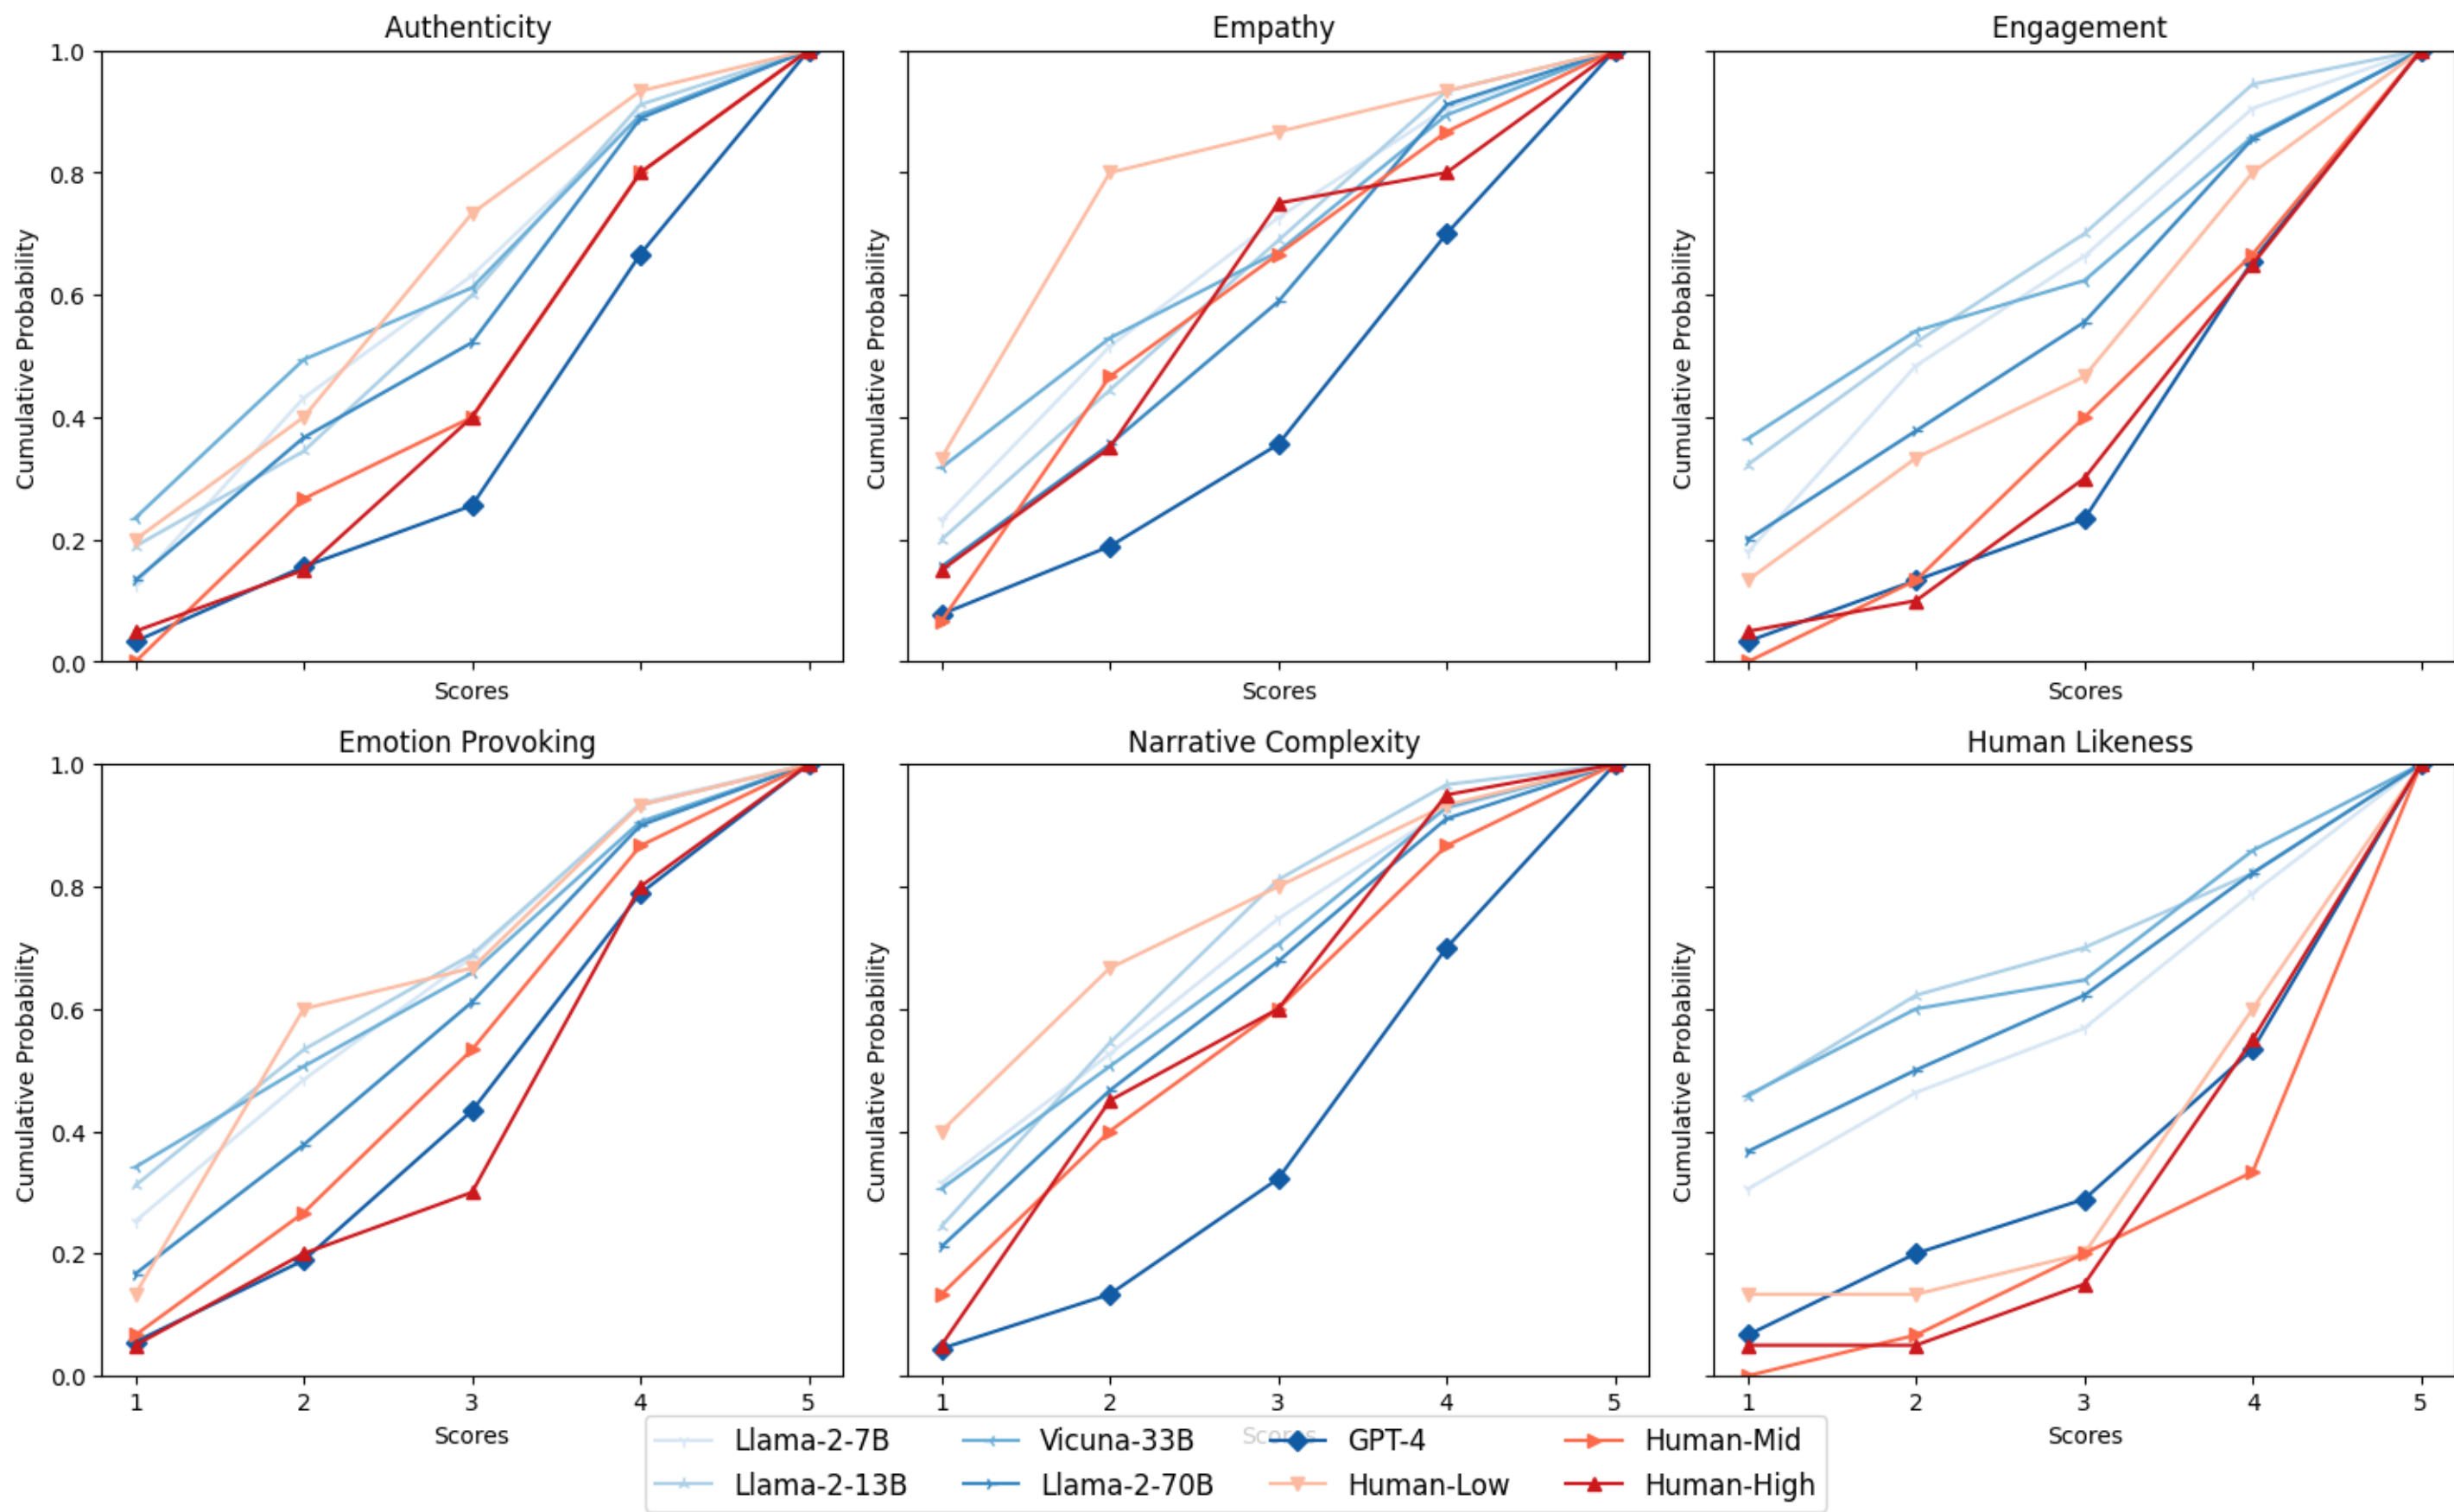 Authenticity
Empathy
Engagement
1.0
0.8
0.6
0.4
0.2
0.0
Cumulative Probability
Cumulative Probability
Cumulative Probability
Scores
Scores
Scores
Emotion Provoking
Narrative Complexity
Human Likeness
1.0
0.8
0.6
0.4
0.2
0.0
Cumulative Probability
Cumulative Probability
Cumulative Probability
1 2 3 4 5
1 2 3 4 5
1 2 3 4 5
Scores
Scores
Scores
Llama-2-7B
Vicuna-33B
GPT-4
Human-Mid
Llama-2-13B
Llama-2-70B
Human-Low
Human-High